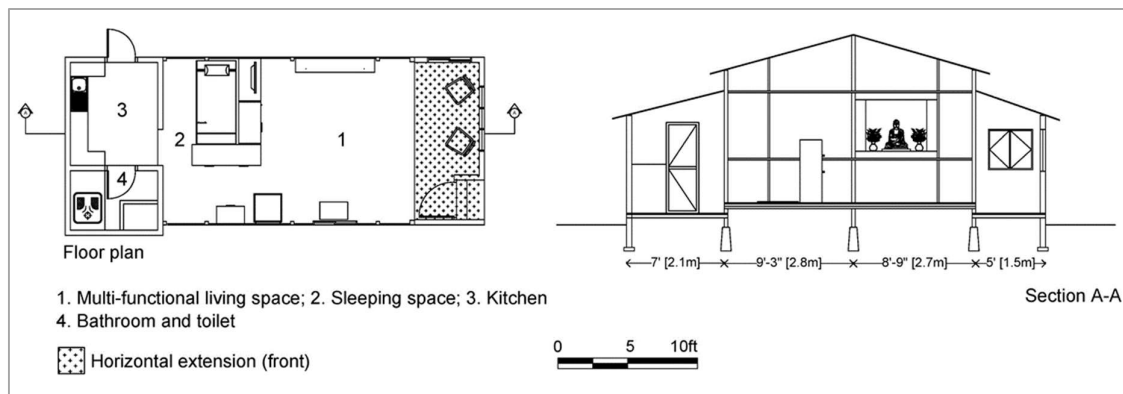 3
2
1
4
Floor plan
1. Multi-functional living space; 2. Sleeping space; 3. Kitchen
4. Bathroom and toilet
Horizontal extension (front)
7' [2.1m] 9'-3" [2.8m] 8'-9" [2.7m] 5' [1.5m]
Section A-A
0 5 10ft